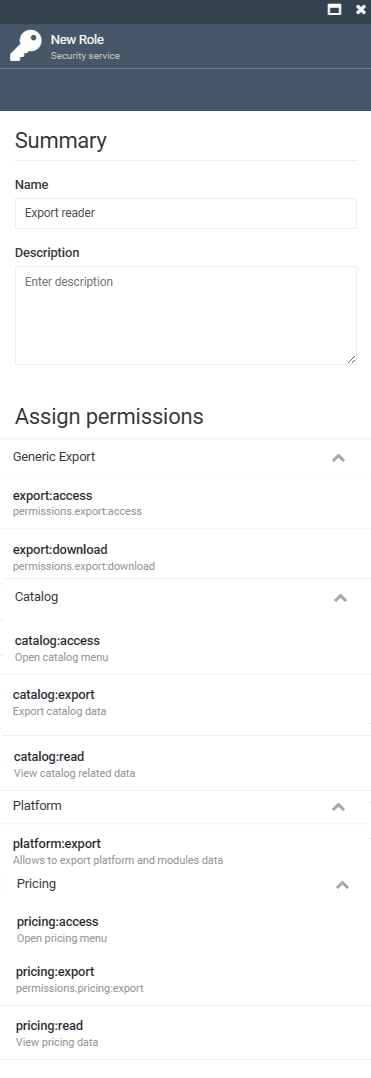 New Role
Security service
Summary
Name
Export reader
Description
Enter description
Assign permissions
Generic Export
export:access
permissions.export:access
export:download
permissions.export:download
Catalog
catalog:access
Open catalog menu
catalog:export
Export catalog data
catalog:read
View catalog related data
Platform
platform:export
Allows to export platform and modules data
Pricing
pricing:access
Open pricing menu
pricing:export
permissions.pricing:export
pricing:read
View pricing data